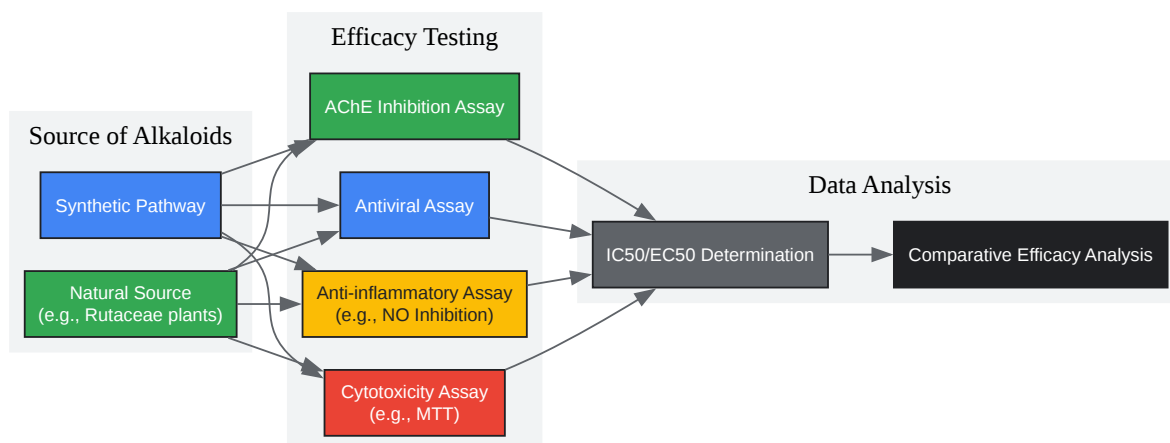 Source of Alkaloids
Synthetic Pathway
Natural Source
(e.g., Rutaceae plants)
Efficacy Testing
AChE Inhibition Assay
Antiviral Assay
Anti-inflammatory Assay
(e.g., NO Inhibition)
Cytotoxicity Assay
(e.g., MTT)
Data Analysis
IC50/EC50 Determination
Comparative Efficacy Analysis